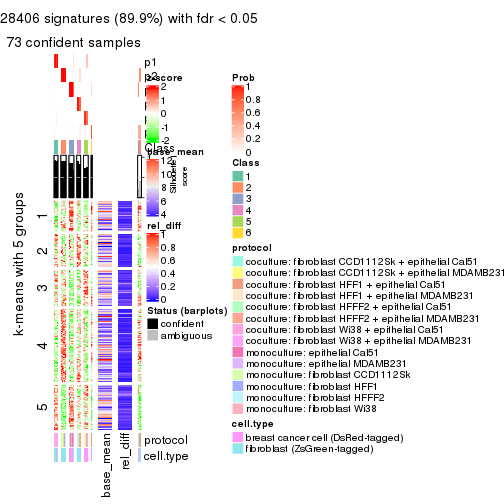 28406 signatures (89.9%) with fdr < 0.05
73 confident samples
p1
z-score
2
1
0
-1
-2
Class
Silhouette
score
base_mean
12
10
8
6
4
rel_diff
1
0.8
0.6
0.4
0.2
0
Status (barplots)
confident
ambiguous
k-means with 5 groups
1
2
3
4
5
base_mean
rel_diff
protocol
cell.type
Prob
1
0.8
0.6
0.4
0.2
0
Class
1
2
3
4
5
6
protocol
coculture: fibroblast CCD1112Sk + epithelial Cal51
coculture: fibroblast CCD1112Sk + epithelial MDAMB231
coculture: fibroblast HFF1 + epithelial Cal51
coculture: fibroblast HFF1 + epithelial MDAMB231
coculture: fibroblast HFFF2 + epithelial Cal51
coculture: fibroblast HFFF2 + epithelial MDAMB231
coculture: fibroblast Wi38 + epithelial Cal51
coculture: fibroblast Wi38 + epithelial MDAMB231
monoculture: epithelial Cal51
monoculture: epithelial MDAMB231
monoculture: fibroblast CCD1112Sk
monoculture: fibroblast HFF1
monoculture: fibroblast HFFF2
monoculture: fibroblast Wi38
cell.type
breast cancer cell (DsRed-tagged)
fibroblast (ZsGreen-tagged)